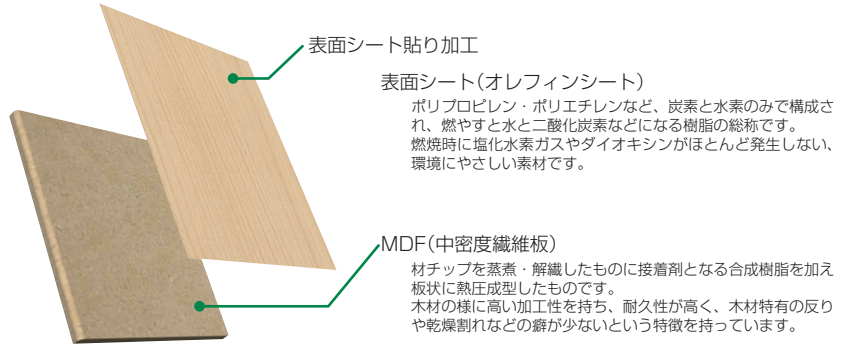 表面シート貼り加工
表面シート（オレフィンシート）
ポリプロピレン・ポリエチレンなど、炭素と水素のみで構成さ
れ、燃やすと水と二酸化炭素などになる樹脂の総称です。
燃焼時に塩化水素ガスやダイオキシンがほとんど発生しない、
環境にやさしい素材です。
MDF（中密度繊維板）
材チップを蒸煮・解繊したものに接着剤となる合成樹脂を加え
板状に熱圧成型したものです。
木材の様に高い加工性を持ち、耐久性が高く、木材特有の反り
や乾燥割れなどの癖が少ないという特徴を持っています。